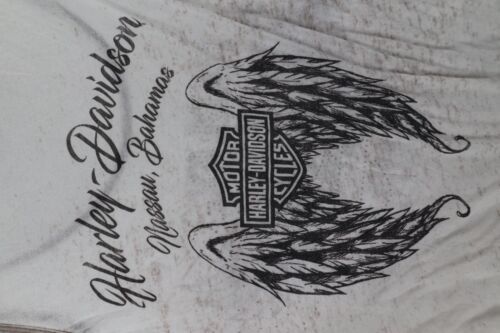 Harley-Davidson
Nassau, Bahamas
MOTOR
HARLEY-DAVIDSON
CYCLES